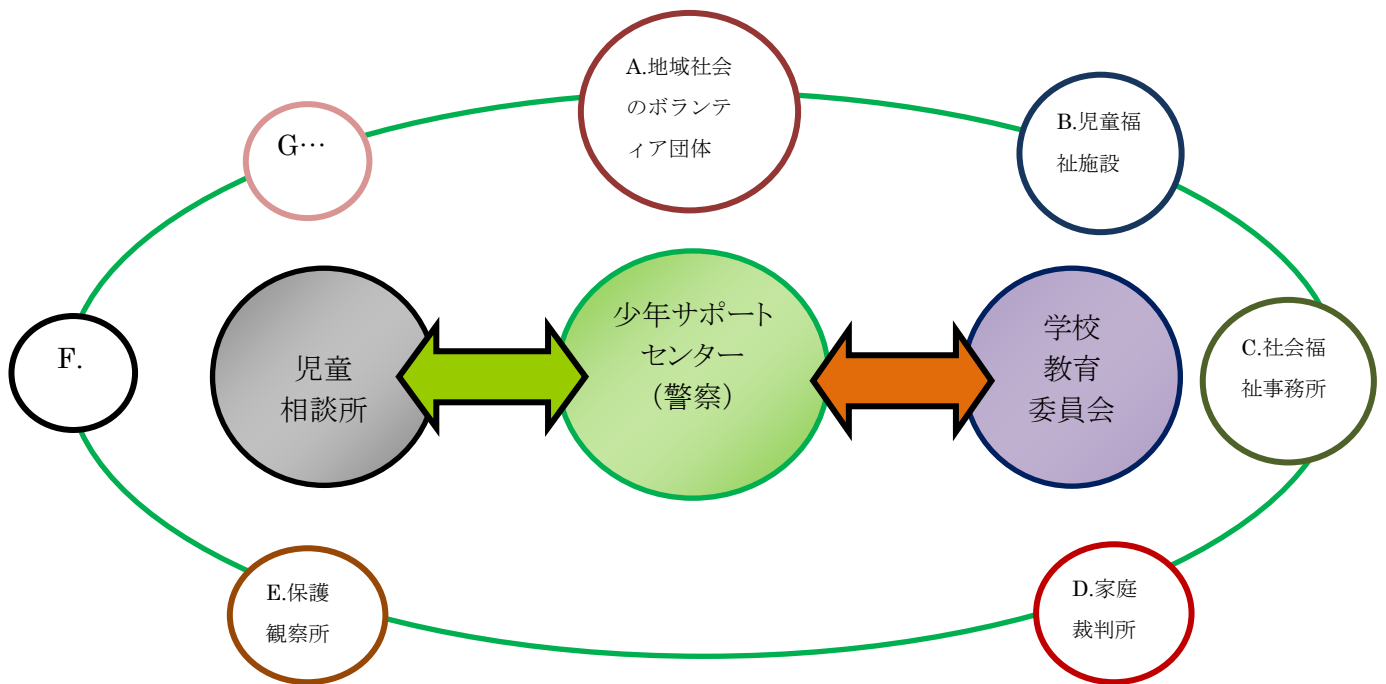 A.地域社会
のボランテ
ィア団体
G…
B.児童福
祉施設
少年サポート
センター
（警察）
児童
相談所
学校
教育
委員会
F.
C.社会福
祉事務所
E.保護
観察所
D.家庭
裁判所